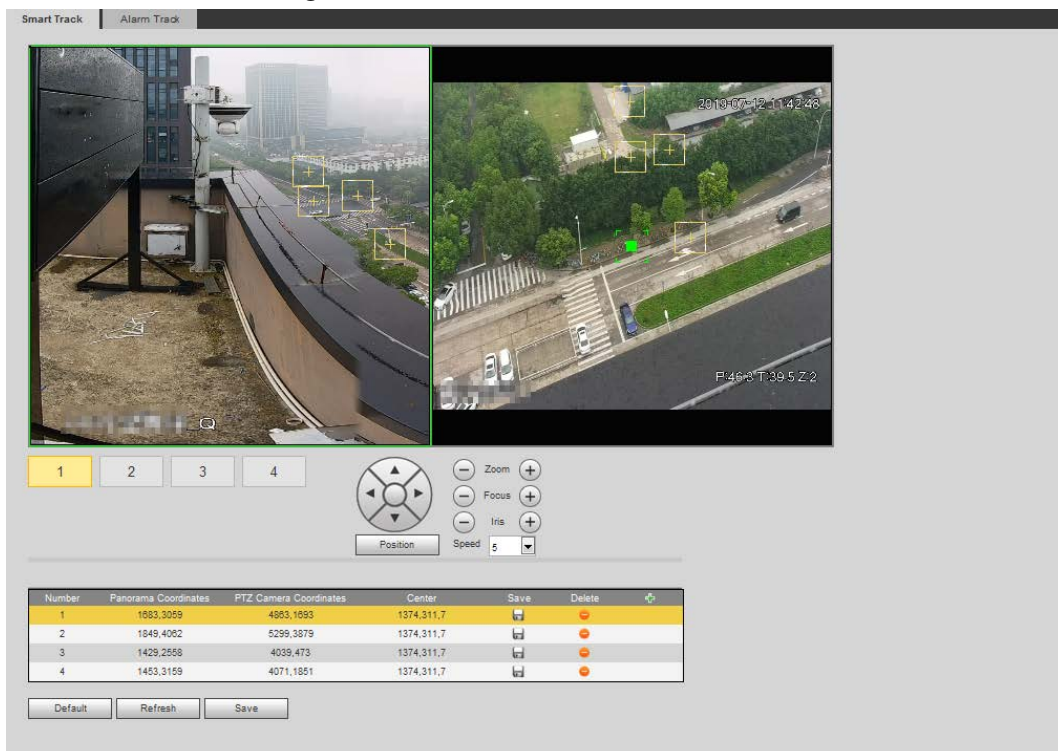 Smart Track Alarm Track
2019-07-12 11:42:48
P:46.8 T:39.5 Z:2
1 2 3 4
Zoom
Focus
Iris
Position Speed 5
Number Panorama Coordinates PTZ Camera Coordinates Center Save Delete
1 1683,3059 4863,1693 1374,311,7
2 1849,4062 5299,3879 1374,311,7
3 1429,2558 4039,473 1374,311,7
4 1453,3159 4071,1851 1374,311,7
Default Refresh Save